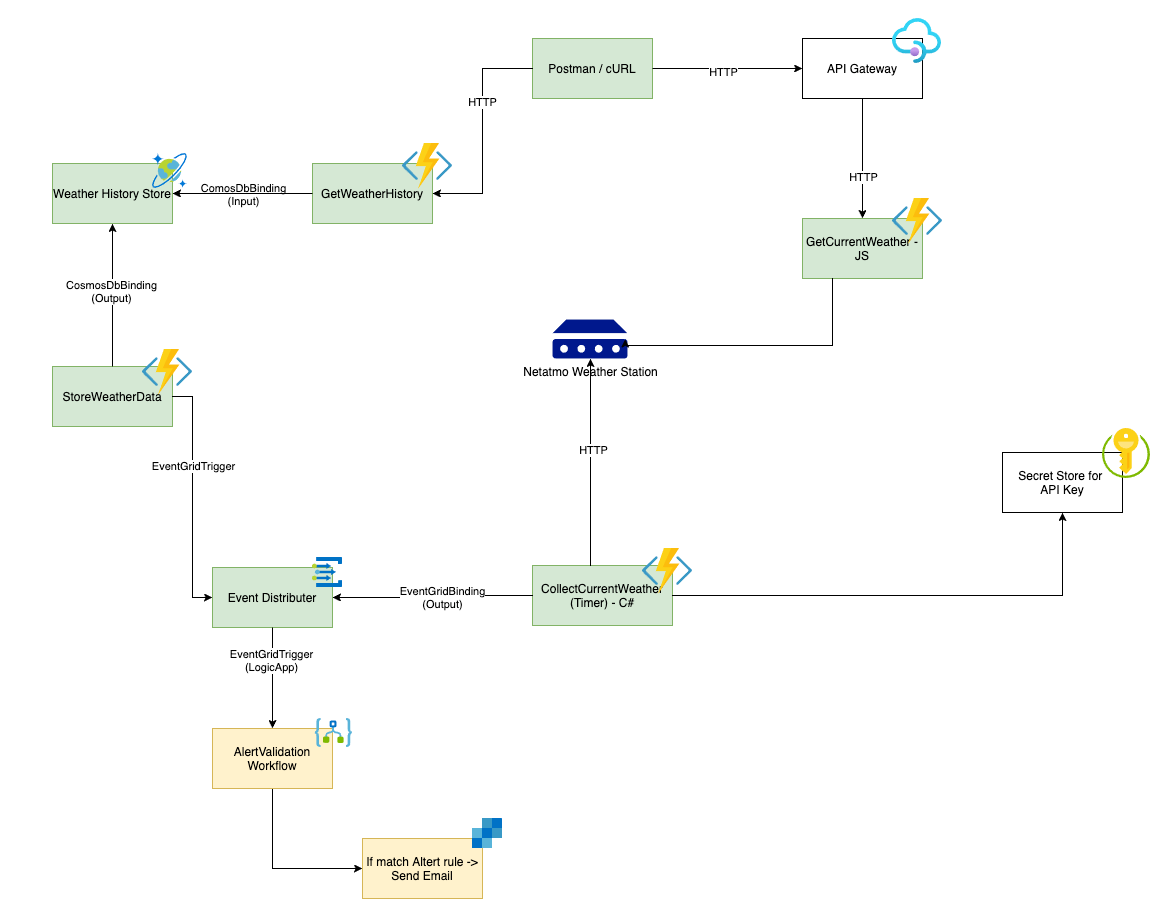 Postman / cURL
HTTP
API Gateway
HTTP
HTTP
Weather History Store
ComosDbBinding
(Input)
GetWeatherHistory
GetCurrentWeather -
JS
CosmosDbBinding
(Output)
Netatmo Weather Station
StoreWeatherData
EventGridTrigger
HTTP
Secret Store for
API Key
Event Distributer
EventGridBinding
(Output)
CollectCurrentWeather
(Timer) - C#
EventGridTrigger
(LogicApp)
AlertValidation
Workflow
If match Altert rule ->
Send Email